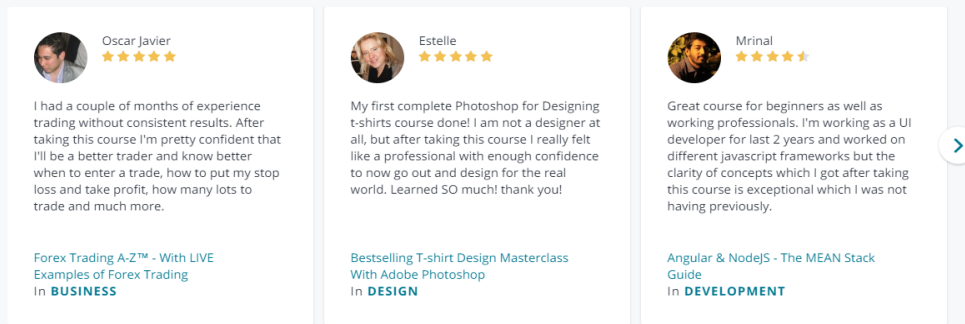 Oscar Javier
I had a couple of months of experience
trading without consistent results. After
taking this course I'm pretty confident that
I'll be a better trader and know better
when to enter a trade, how to put my stop
loss and take profit, how many lots to
trade and much more.
Forex Trading A-Z™ - With LIVE
Examples of Forex Trading
In BUSINESS
Estelle
My first complete Photoshop for Designing
t-shirts course done! I am not a designer at
all, but after taking this course I really felt
like a professional with enough confidence
to now go out and design for the real
world. Learned SO much! thank you!
Bestselling T-shirt Design Masterclass
With Adobe Photoshop
In DESIGN
Mrinal
Great course for beginners as well as
working professionals. I'm working as a UI
developer for last 2 years and worked on
different javascript frameworks but the
clarity of concepts which I got after taking
this course is exceptional which I was not
having previously.
Angular & NodeJS - The MEAN Stack
Guide
In DEVELOPMENT